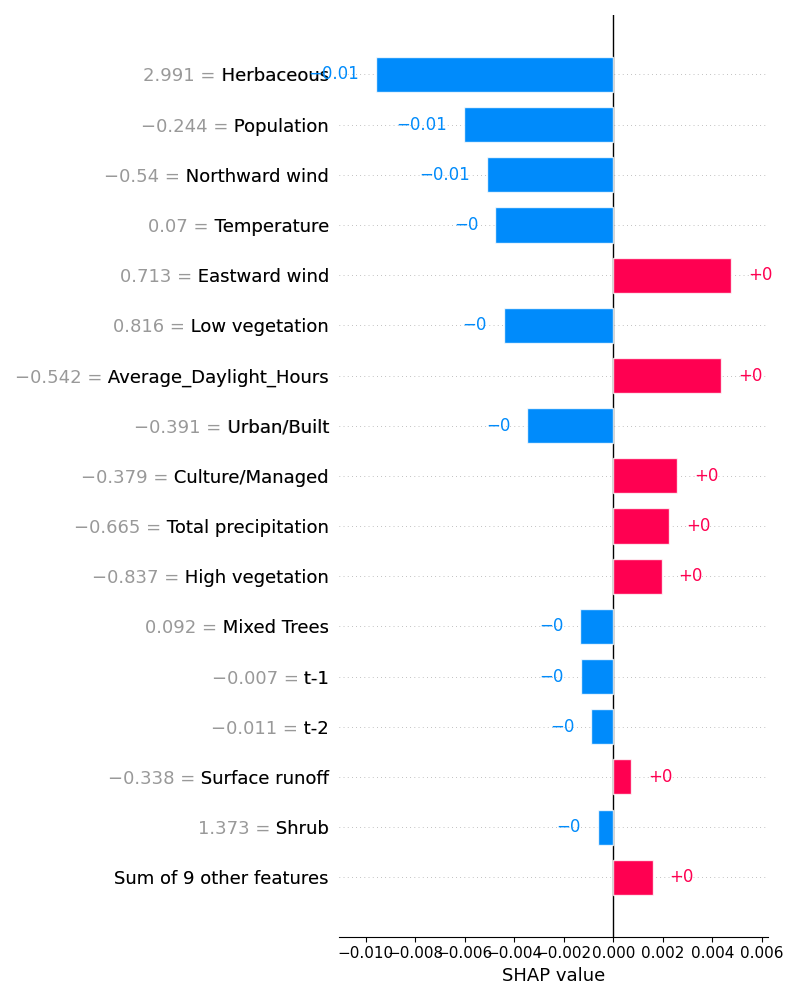 2.991 = Herbaceous −0.01
−0.244 = Population −0.01
−0.54 = Northward wind −0.01
0.07 = Temperature −0
0.713 = Eastward wind +0
0.816 = Low vegetation −0
−0.542 = Average_Daylight_Hours +0
−0.391 = Urban/Built −0
−0.379 = Culture/Managed +0
−0.665 = Total precipitation +0
−0.837 = High vegetation +0
0.092 = Mixed Trees −0
−0.007 = t-1 −0
−0.011 = t-2 −0
−0.338 = Surface runoff +0
1.373 = Shrub −0
Sum of 9 other features +0
−0.010 −0.008 −0.006 −0.004 −0.002 0.000 0.002 0.004 0.006
SHAP value